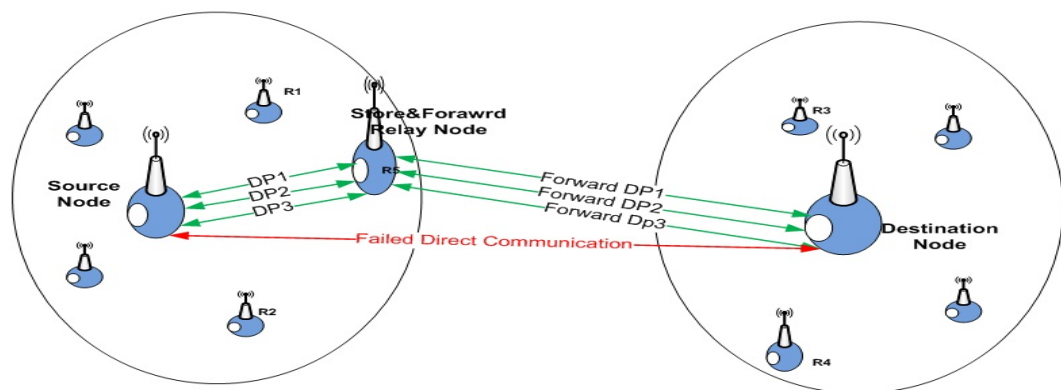 R1
Store&Forawrd
Relay Node
R5
Source
Node
DP1
DP2
DP3
Forward DP1
Forward DP2
Forward Dp3
Failed Direct Communication
R3
Destination
Node
R2
R4